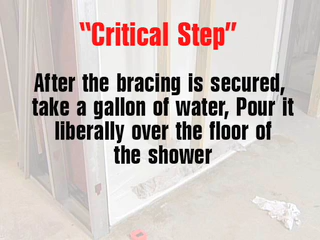 “Critical Step”
After the bracing is secured,
take a gallon of water, Pour it
liberally over the floor of
the shower